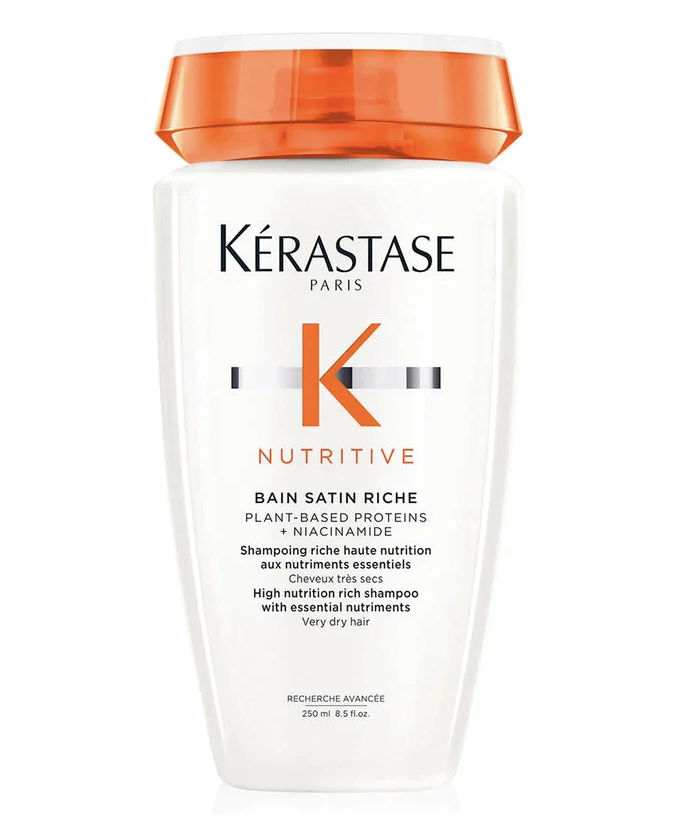 KÉRASTASE
PARIS
K
NUTRITIVE
BAIN SATIN RICHE
PLANT-BASED PROTEINS
+ NIACINAMIDE
Shampoing riche haute nutrition
aux nutriments essentiels
Cheveux très secs
High nutrition rich shampoo
with essential nutriments
Very dry hair
RECHERCHE AVANCÉE
250 ml 8.5 fl.oz.